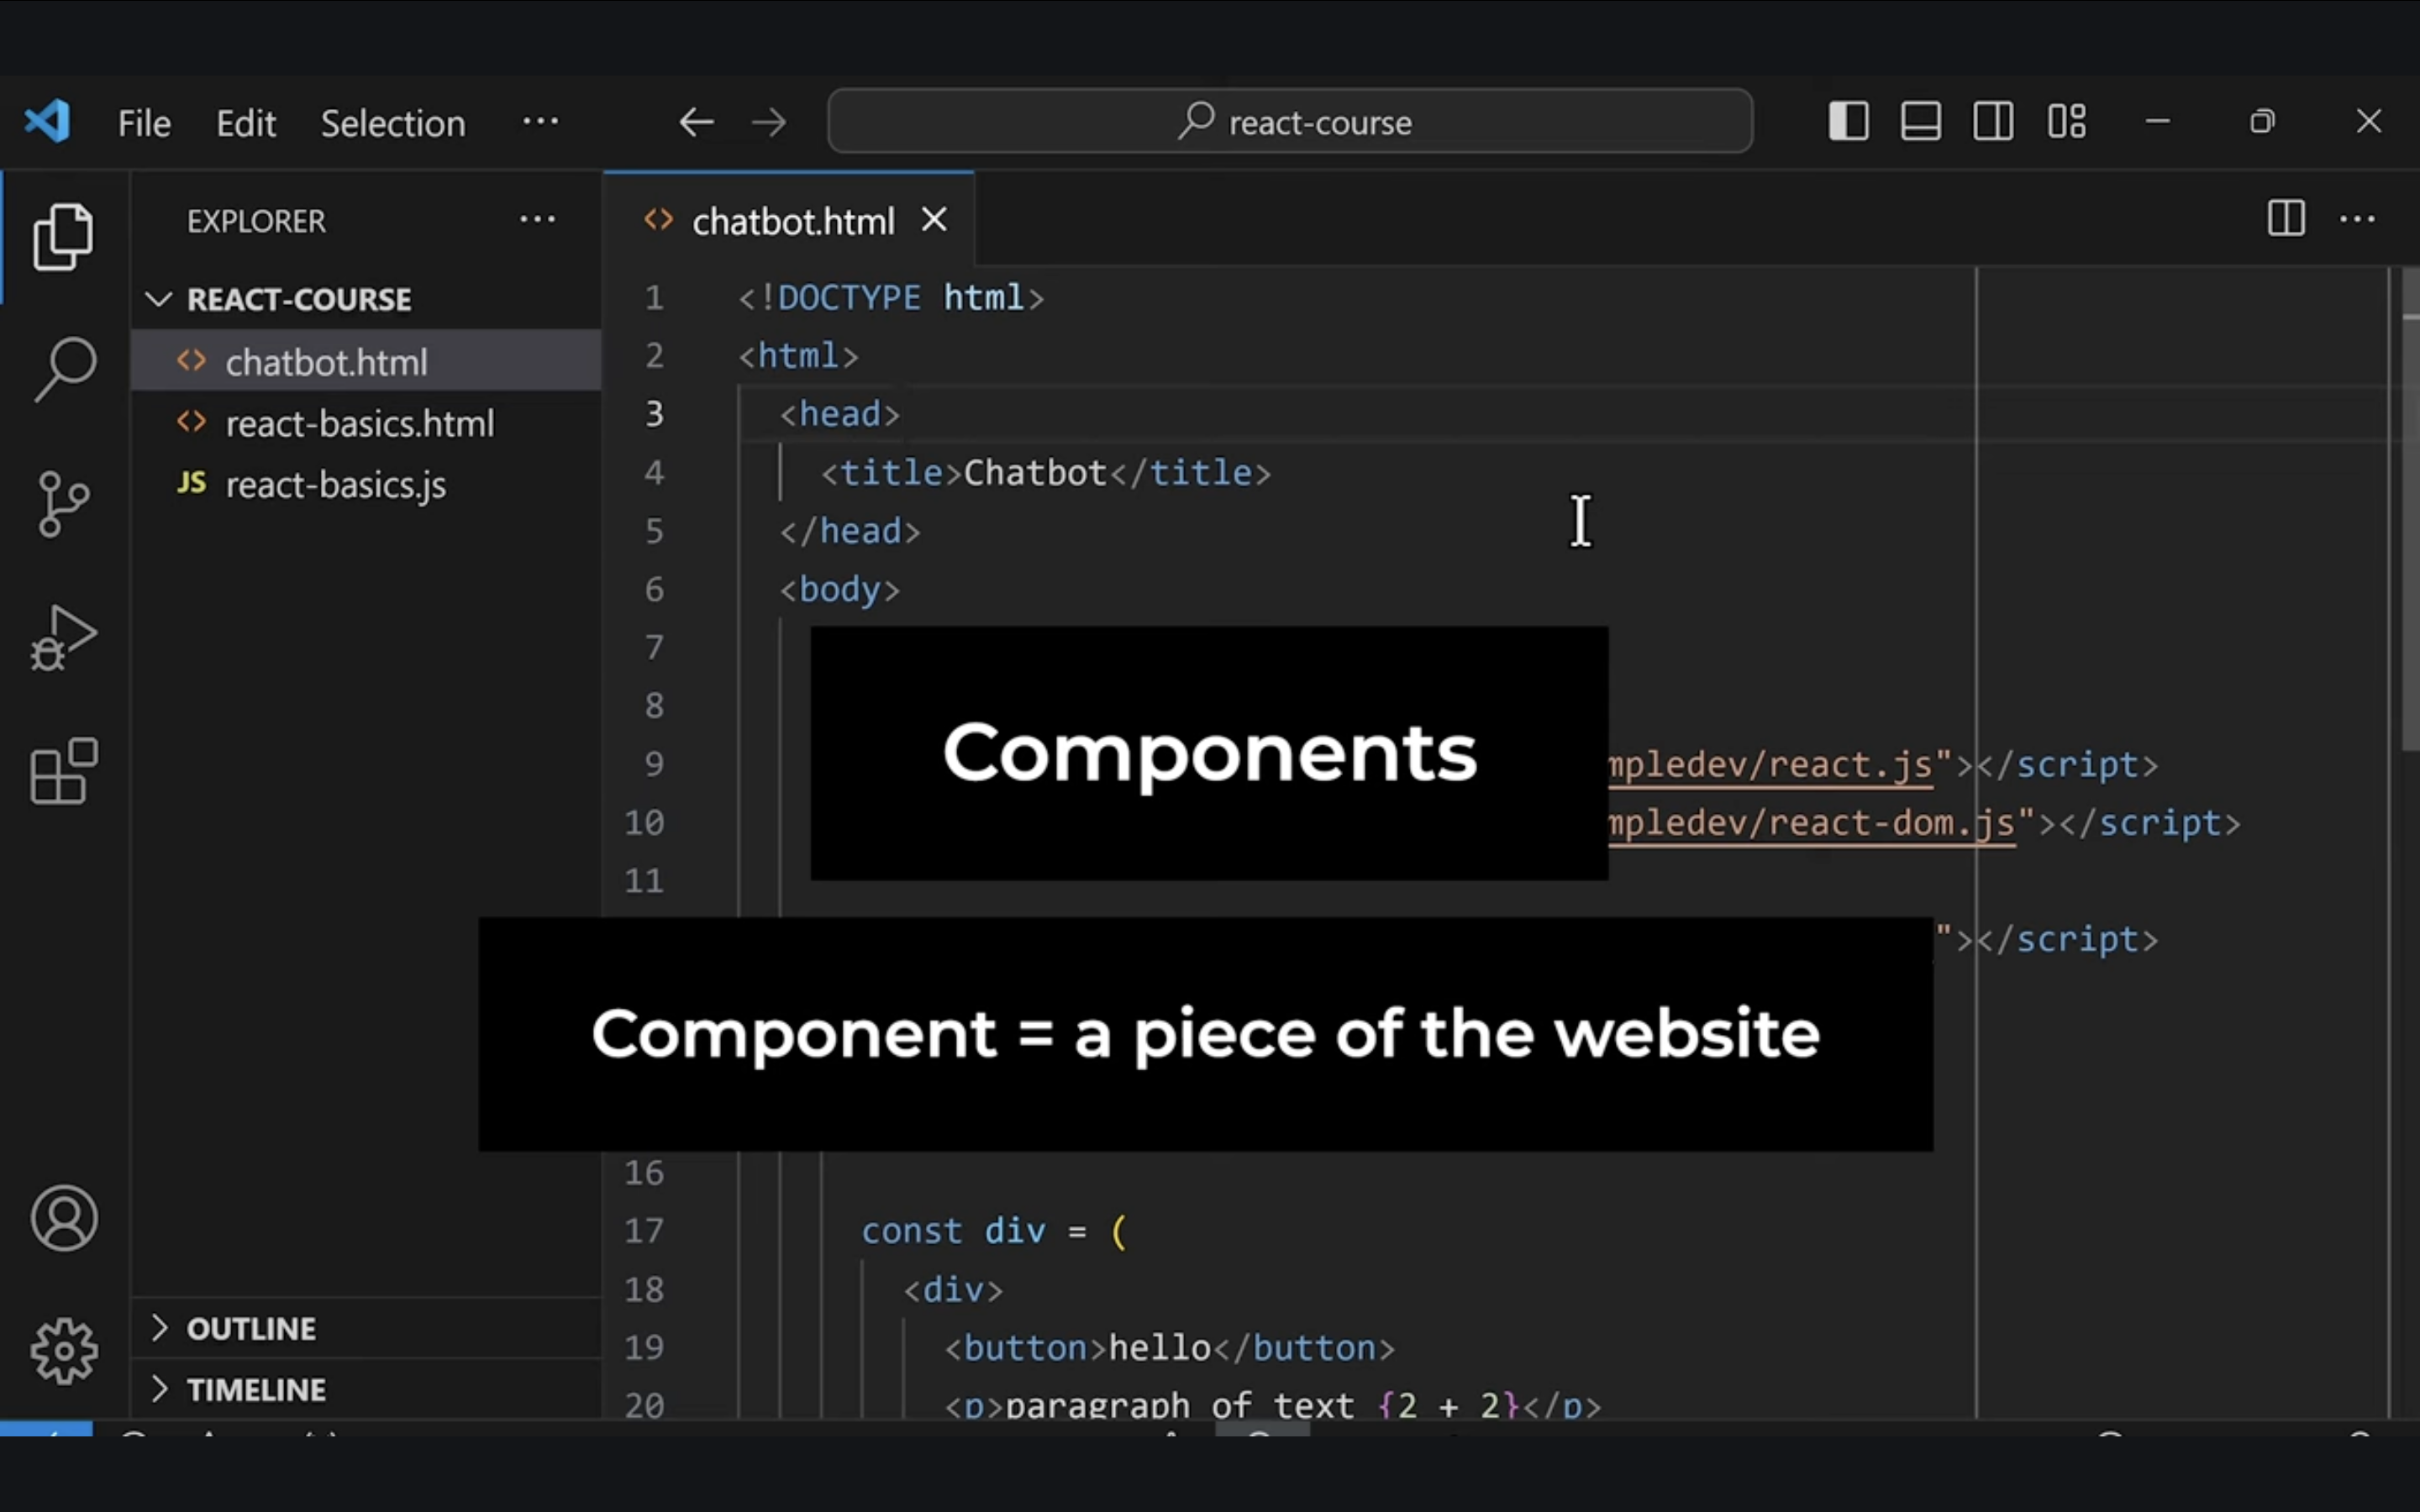 File Edit Selection ··· react-course
EXPLORER ···
REACT-COURSE
chatbot.html
react-basics.html
JS react-basics.js
OUTLINE
TIMELINE
chatbot.html
1 <!DOCTYPE html>
2 <html>
3 <head>
4 <title>Chatbot</title>
5 </head>
6 <body>
7
8
9 mpledev/react.js"></script>
10 mpledev/react-dom.js"></script>
11
"></script>
Components
Component = a piece of the website
16
17 const div = (
18 <div>
19 <button>hello</button>
20 <p>paragraph of text {2 + 2}</p>